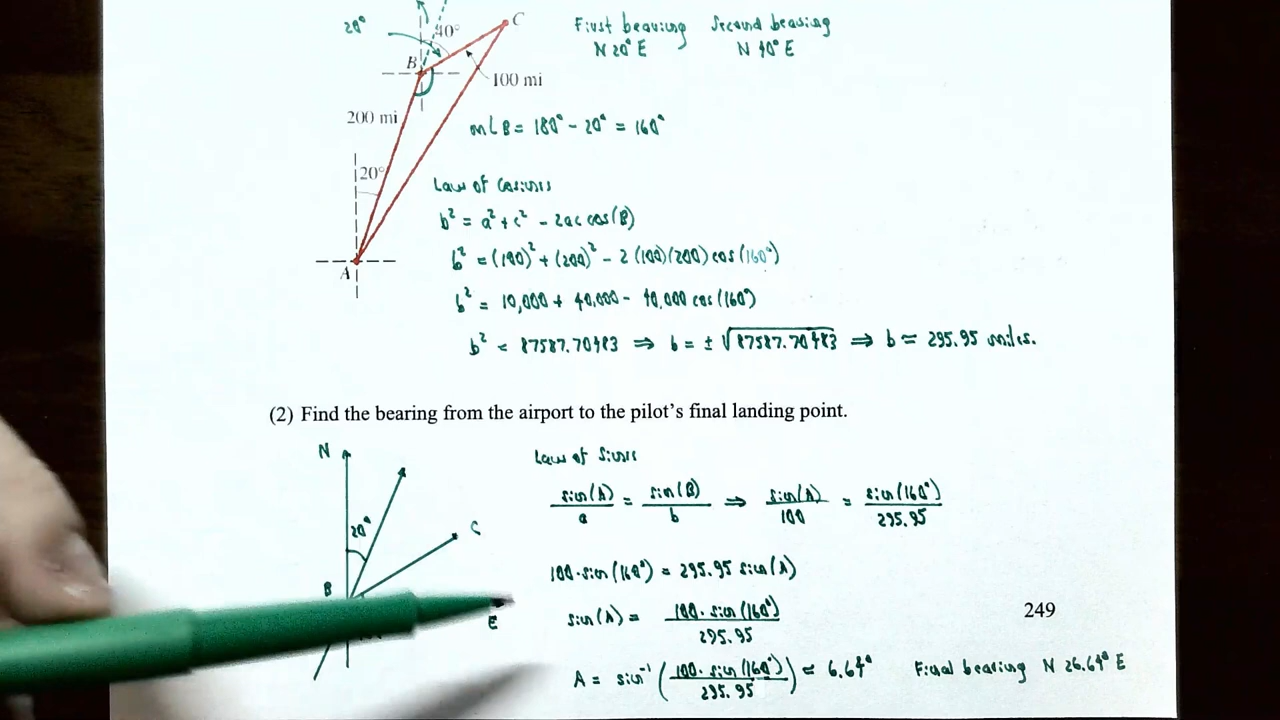 20°
40°
C
First bearing Second bearing
N 20° E N 40° E
B
100 mi
200 mi
m∠B = 180° - 20° = 160°
20°
Law of Cosines
b² = a² + c² - 2ac cos(B)
b² = (100)² + (200)² - 2(100)(200) cos(160°)
A
b² = 10,000 + 40,000 - 40,000 cos(160°)
b² = 87587.70483 ⇒ b = ±√87587.70483 ⇒ b ≈ 295.95 miles.
(2) Find the bearing from the airport to the pilot's final landing point.
N
Law of Sines
sin(A)/a = sin(B)/b ⇒ sin(A)/100 = sin(160°)/295.95
20°
C
100·sin(160°) = 295.95 sin(A)
B
E
sin(A) = 100·sin(160°)/295.95
249
A = sin⁻¹(100·sin(160°)/295.95) ≈ 6.64° Final bearing N 26.64° E